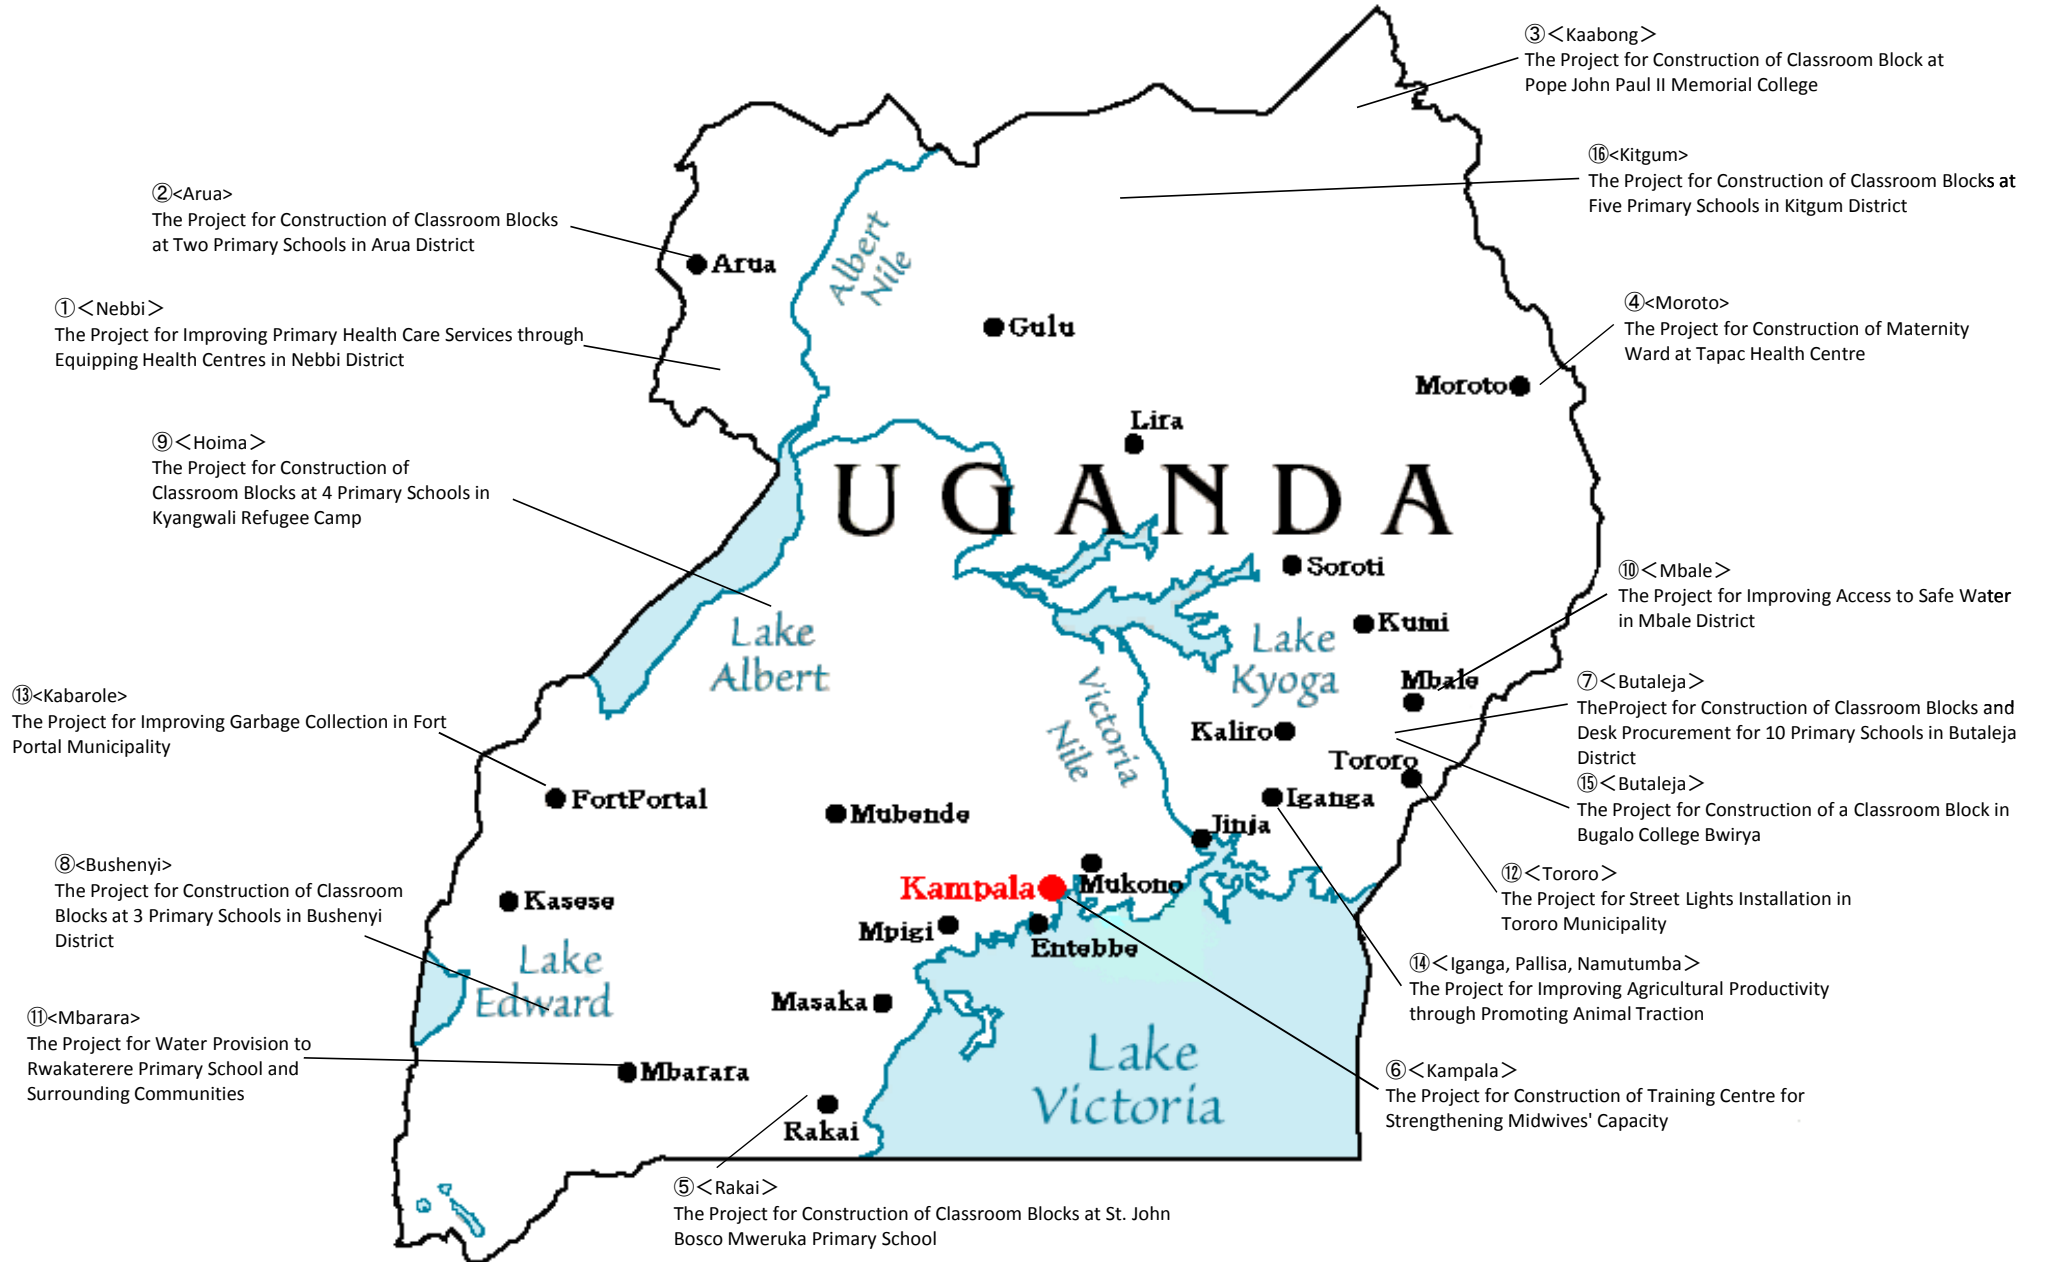 ③＜Kaabong＞
The Project for Construction of Classroom Block at
Pope John Paul II Memorial College
⑯<Kitgum>
The Project for Construction of Classroom Blocks at
Five Primary Schools in Kitgum District
②<Arua>
The Project for Construction of Classroom Blocks
at Two Primary Schools in Arua District
①＜Nebbi＞
The Project for Improving Primary Health Care Services through
Equipping Health Centres in Nebbi District
④<Moroto>
The Project for Construction of Maternity
Ward at Tapac Health Centre
⑨＜Hoima＞
The Project for Construction of
Classroom Blocks at 4 Primary Schools in
Kyangwali Refugee Camp
⑩＜Mbale＞
The Project for Improving Access to Safe Water
in Mbale District
⑬<Kabarole>
The Project for Improving Garbage Collection in Fort
Portal Municipality
⑦＜Butaleja＞
TheProject for Construction of Classroom Blocks and
Desk Procurement for 10 Primary Schools in Butaleja
District
⑮＜Butaleja＞
The Project for Construction of a Classroom Block in
Bugalo College Bwirya
⑧<Bushenyi>
The Project for Construction of Classroom
Blocks at 3 Primary Schools in Bushenyi
District
⑫＜Tororo＞
The Project for Street Lights Installation in
Tororo Municipality
⑭＜Iganga, Pallisa, Namutumba＞
The Project for Improving Agricultural Productivity
through Promoting Animal Traction
⑪<Mbarara>
The Project for Water Provision to
Rwakaterere Primary School and
Surrounding Communities
⑥＜Kampala＞
The Project for Construction of Training Centre for
Strengthening Midwives' Capacity
⑤＜Rakai＞
The Project for Construction of Classroom Blocks at St. John
Bosco Mweruka Primary School
Arua
Albert
Nile
Gulu
Moroto
Lira
UGANDA
Soroti
Kumi
Lake
Albert
Lake
Kyoga
Mbale
Victoria
Nile
Kaliro
Tororo
FortPortal
Mubende
Iganga
Jinja
Kampala
Mukono
Kasese
Mpigi
Entebbe
Lake
Edward
Masaka
Lake
Victoria
Mbarara
Rakai